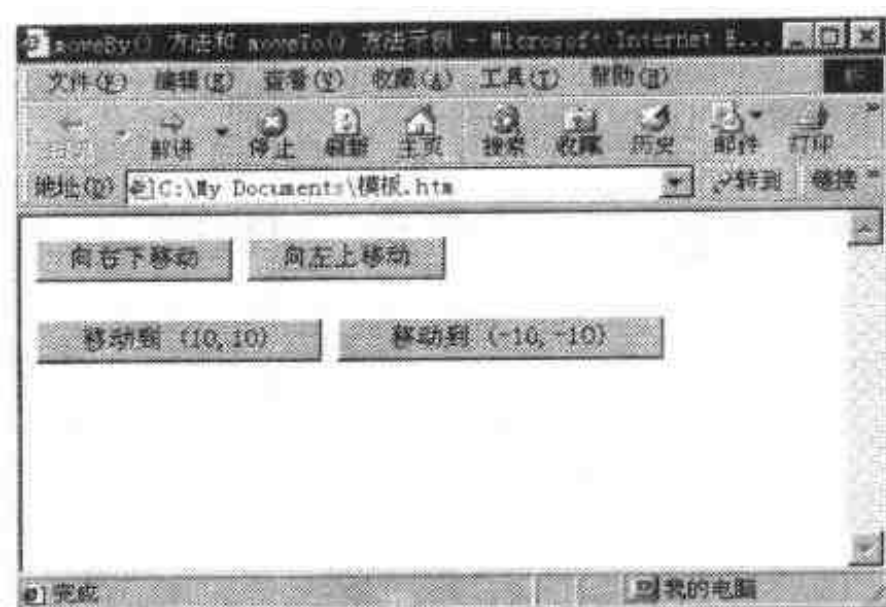 moveBy() 方法和 moveTo() 方法示例 - Microsoft Internet E...
文件(F) 编辑(E) 查看(V) 收藏(A) 工具(T) 帮助(H)
停止 刷新 主页 搜索 收藏 历史 邮件 打印 »
地址(D) C:\My Documents\模板.htm 转到 链接 »
向右下移动 向左上移动
移动到 (10,10) 移动到 (-10,-10)
完成 我的电脑